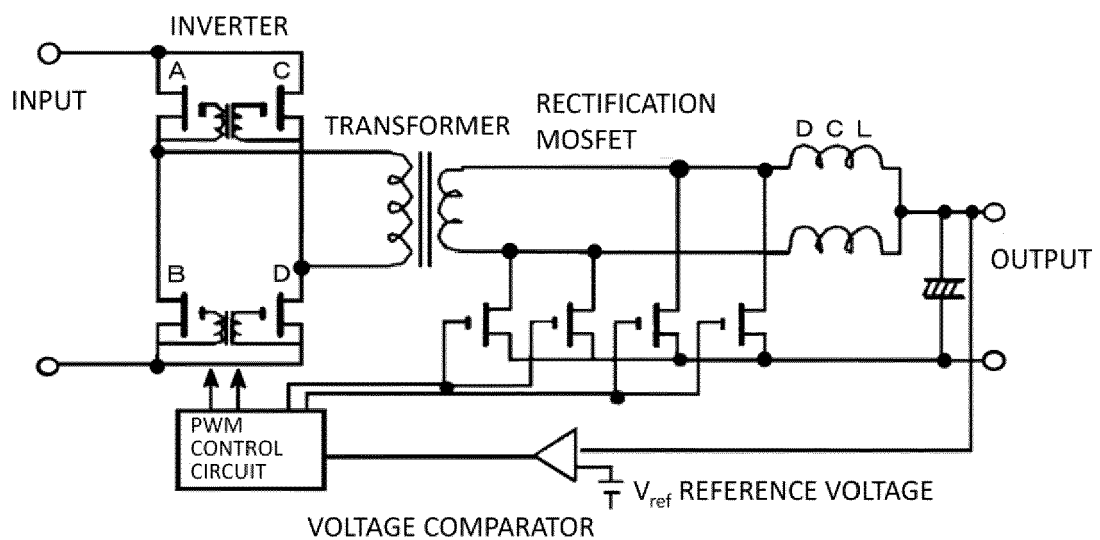 INVERTER
INPUT
A
C
TRANSFORMER
RECTIFICATION
MOSFET
D C L
B
D
OUTPUT
PWM
CONTROL
CIRCUIT
Vref REFERENCE VOLTAGE
VOLTAGE COMPARATOR